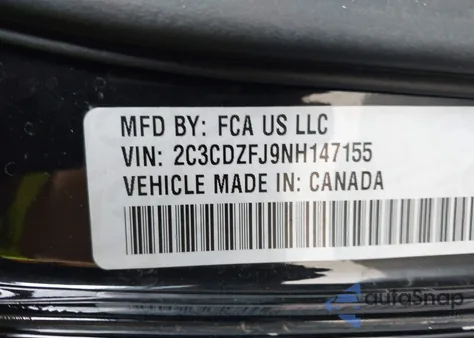 MFD BY: FCA US LLC
VIN: 2C3CDZFJ9NH147155
VEHICLE MADE IN: CANADA
autoSnap